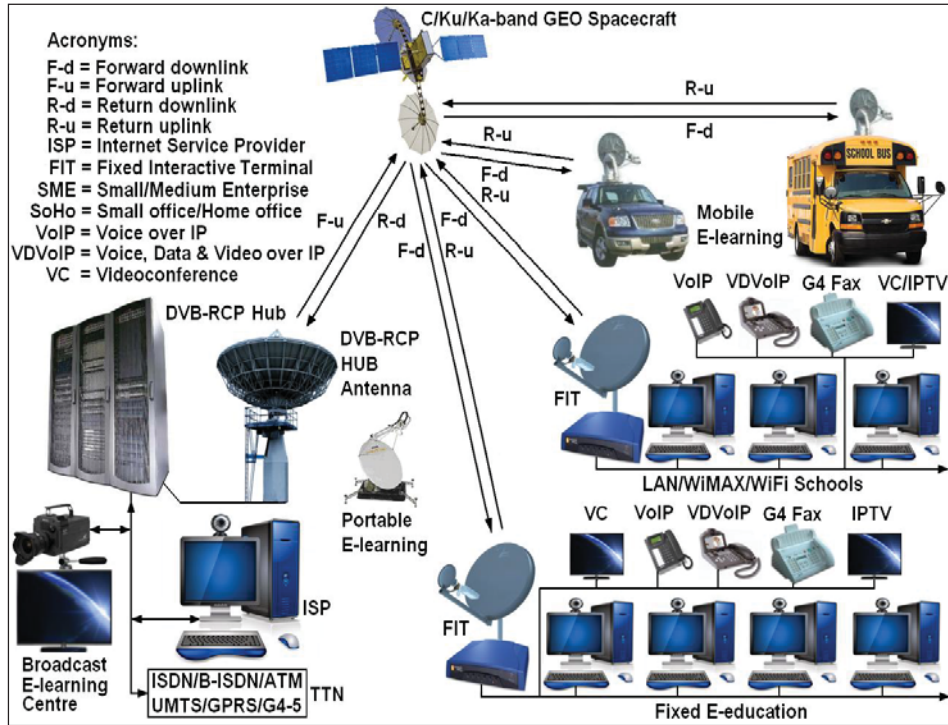 C/Ku/Ka-band GEO Spacecraft
Acronyms:
F-d = Forward downlink
F-u = Forward uplink
R-d = Return downlink
R-u = Return uplink
ISP = Internet Service Provider
FIT = Fixed Interactive Terminal
SME = Small/Medium Enterprise
SoHo = Small office/Home office
VoIP = Voice over IP
VDVoIP = Voice, Data & Video over IP
VC = Videoconference
R-u
F-d
R-u
F-d
SCHOOL BUS
Mobile
E-learning
F-u
R-d
F-d
R-u
F-d
R-u
DVB-RCP Hub
DVB-RCP
HUB
Antenna
VoIP
VDVoIP
G4 Fax
VC/IPTV
FIT
LAN/WiMAX/WiFi Schools
Portable
E-learning
VC
VoIP
VDVoIP
G4 Fax
IPTV
FIT
Fixed E-education
ISP
Broadcast
E-learning
Centre
ISDN/B-ISDN/ATM
UMTS/GPRS/G4-5
TTN